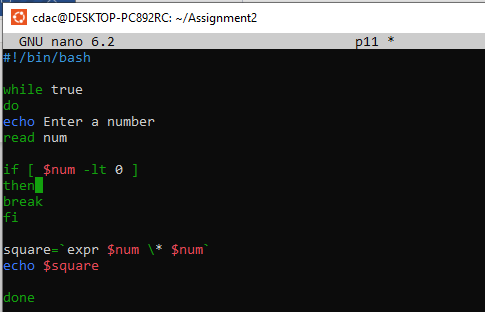 cdac@DESKTOP-PC892RC: ~/Assignment2
GNU nano 6.2 p11 *
#!/bin/bash
while true
do
echo Enter a number
read num
if [ $num -lt 0 ]
then
break
fi
square=`expr $num \* $num`
echo $square
done